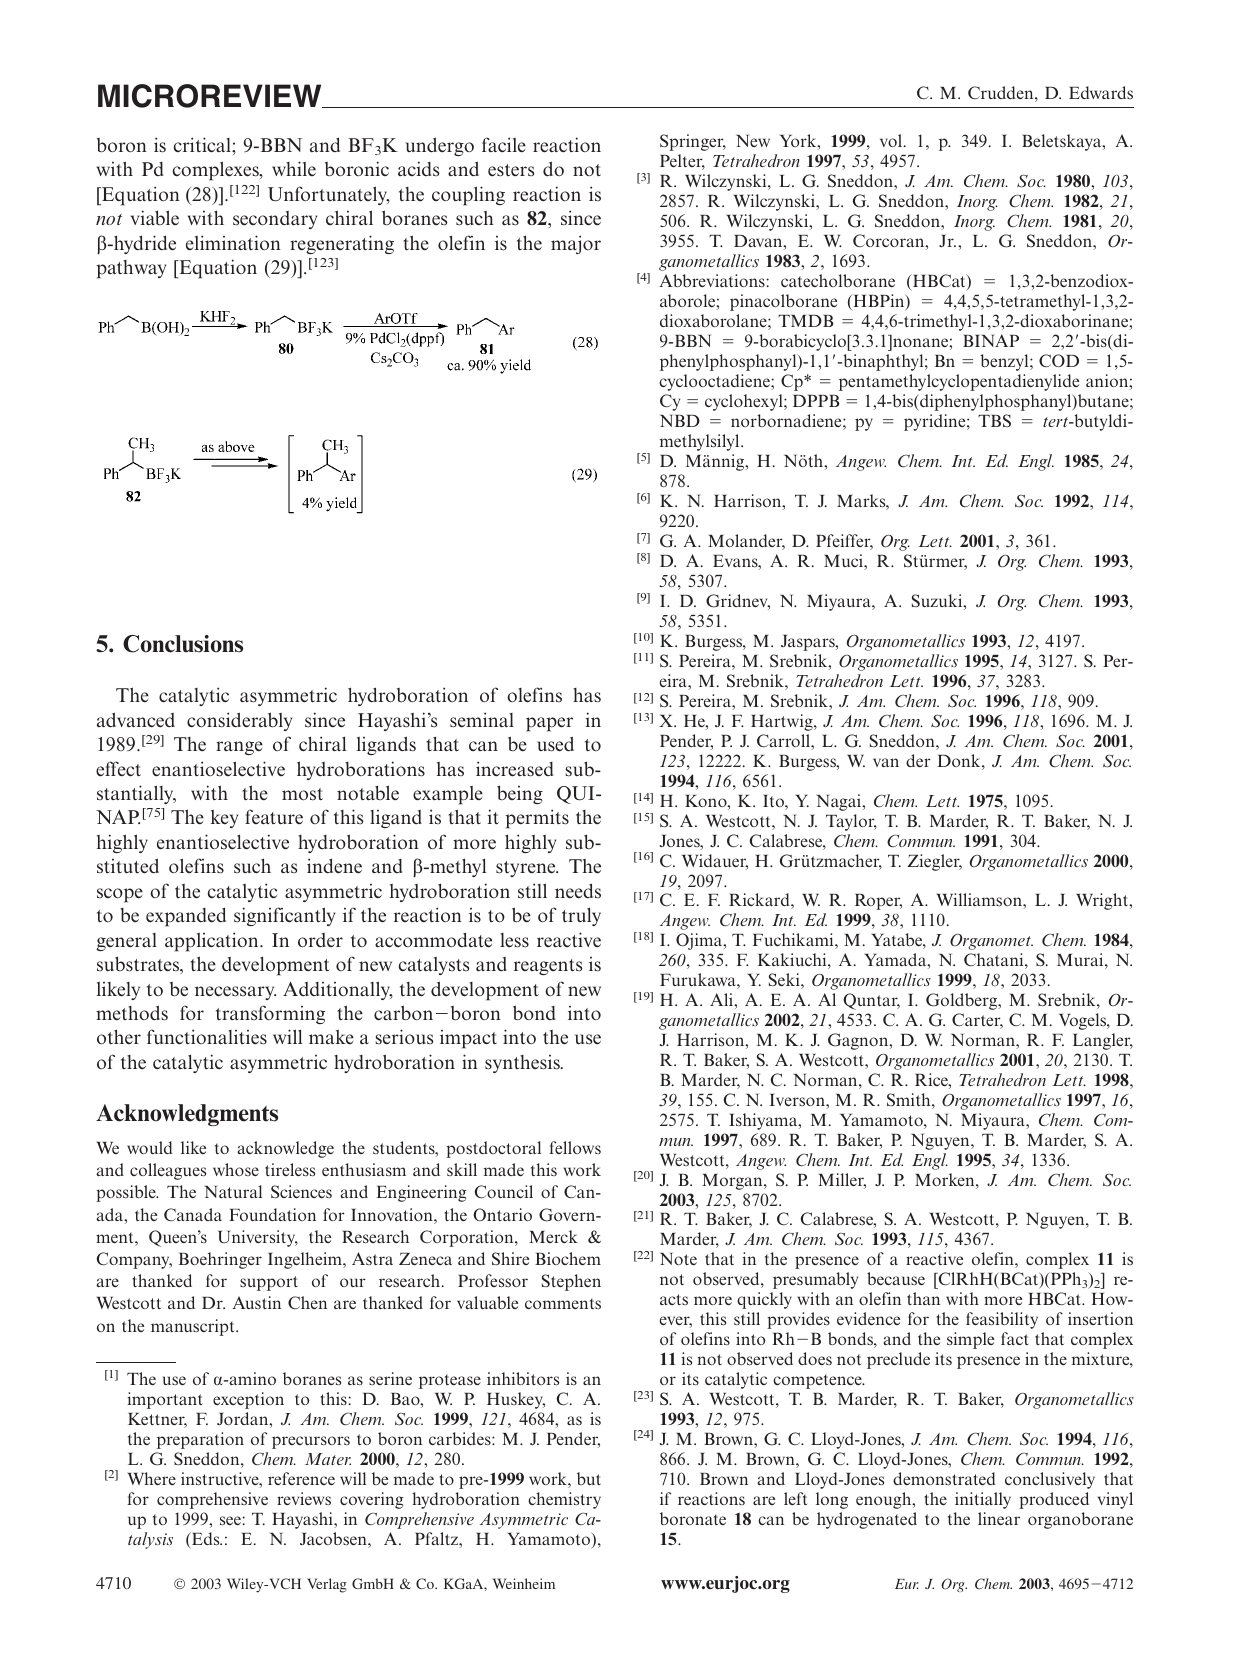 MICROREVIEW
C. M. Crudden, D. Edwards
boron is critical; 9-BBN and BF3K undergo facile reaction
with Pd complexes, while boronic acids and esters do not
[Equation (28)].[122] Unfortunately, the coupling reaction is
not viable with secondary chiral boranes such as 82, since
β-hydride elimination regenerating the olefin is the major
pathway [Equation (29)].[123]
Ph B(OH)2 KHF2 Ph BF3K ArOTf Ph Ar
80 9% PdCl2(dppf) 81 (28)
Cs2CO3 ca. 90% yield
CH3 as above CH3
Ph BF3K Ph Ar (29)
82 4% yield
5. Conclusions
The catalytic asymmetric hydroboration of olefins has
advanced considerably since Hayashi's seminal paper in
1989.[29] The range of chiral ligands that can be used to
effect enantioselective hydroborations has increased sub-
stantially, with the most notable example being QUI-
NAP.[75] The key feature of this ligand is that it permits the
highly enantioselective hydroboration of more highly sub-
stituted olefins such as indene and β-methyl styrene. The
scope of the catalytic asymmetric hydroboration still needs
to be expanded significantly if the reaction is to be of truly
general application. In order to accommodate less reactive
substrates, the development of new catalysts and reagents is
likely to be necessary. Additionally, the development of new
methods for transforming the carbon−boron bond into
other functionalities will make a serious impact into the use
of the catalytic asymmetric hydroboration in synthesis.
Acknowledgments
We would like to acknowledge the students, postdoctoral fellows
and colleagues whose tireless enthusiasm and skill made this work
possible. The Natural Sciences and Engineering Council of Can-
ada, the Canada Foundation for Innovation, the Ontario Govern-
ment, Queen's University, the Research Corporation, Merck &
Company, Boehringer Ingelheim, Astra Zeneca and Shire Biochem
are thanked for support of our research. Professor Stephen
Westcott and Dr. Austin Chen are thanked for valuable comments
on the manuscript.
[1] The use of α-amino boranes as serine protease inhibitors is an
important exception to this: D. Bao, W. P. Huskey, C. A.
Kettner, F. Jordan, J. Am. Chem. Soc. 1999, 121, 4684, as is
the preparation of precursors to boron carbides: M. J. Pender,
L. G. Sneddon, Chem. Mater. 2000, 12, 280.
[2] Where instructive, reference will be made to pre-1999 work, but
for comprehensive reviews covering hydroboration chemistry
up to 1999, see: T. Hayashi, in Comprehensive Asymmetric Ca-
talysis (Eds.: E. N. Jacobsen, A. Pfaltz, H. Yamamoto),
Springer, New York, 1999, vol. 1, p. 349. I. Beletskaya, A.
Pelter, Tetrahedron 1997, 53, 4957.
[3] R. Wilczynski, L. G. Sneddon, J. Am. Chem. Soc. 1980, 103,
2857. R. Wilczynski, L. G. Sneddon, Inorg. Chem. 1982, 21,
506. R. Wilczynski, L. G. Sneddon, Inorg. Chem. 1981, 20,
3955. T. Davan, E. W. Corcoran, Jr., L. G. Sneddon, Or-
ganometallics 1983, 2, 1693.
[4] Abbreviations: catecholborane (HBCat) = 1,3,2-benzodiox-
aborole; pinacolborane (HBPin) = 4,4,5,5-tetramethyl-1,3,2-
dioxaborolane; TMDB = 4,4,6-trimethyl-1,3,2-dioxaborinane;
9-BBN = 9-borabicyclo[3.3.1]nonane; BINAP = 2,2′-bis(di-
phenylphosphanyl)-1,1′-binaphthyl; Bn = benzyl; COD = 1,5-
cyclooctadiene; Cp* = pentamethylcyclopentadienylide anion;
Cy = cyclohexyl; DPPB = 1,4-bis(diphenylphosphanyl)butane;
NBD = norbornadiene; py = pyridine; TBS = tert-butyldi-
methylsilyl.
[5] D. Männig, H. Nöth, Angew. Chem. Int. Ed. Engl. 1985, 24,
878.
[6] K. N. Harrison, T. J. Marks, J. Am. Chem. Soc. 1992, 114,
9220.
[7] G. A. Molander, D. Pfeiffer, Org. Lett. 2001, 3, 361.
[8] D. A. Evans, A. R. Muci, R. Stürmer, J. Org. Chem. 1993,
58, 5307.
[9] I. D. Gridnev, N. Miyaura, A. Suzuki, J. Org. Chem. 1993,
58, 5351.
[10] K. Burgess, M. Jaspars, Organometallics 1993, 12, 4197.
[11] S. Pereira, M. Srebnik, Organometallics 1995, 14, 3127. S. Per-
eira, M. Srebnik, Tetrahedron Lett. 1996, 37, 3283.
[12] S. Pereira, M. Srebnik, J. Am. Chem. Soc. 1996, 118, 909.
[13] X. He, J. F. Hartwig, J. Am. Chem. Soc. 1996, 118, 1696. M. J.
Pender, P. J. Carroll, L. G. Sneddon, J. Am. Chem. Soc. 2001,
123, 12222. K. Burgess, W. van der Donk, J. Am. Chem. Soc.
1994, 116, 6561.
[14] H. Kono, K. Ito, Y. Nagai, Chem. Lett. 1975, 1095.
[15] S. A. Westcott, N. J. Taylor, T. B. Marder, R. T. Baker, N. J.
Jones, J. C. Calabrese, Chem. Commun. 1991, 304.
[16] C. Widauer, H. Grützmacher, T. Ziegler, Organometallics 2000,
19, 2097.
[17] C. E. F. Rickard, W. R. Roper, A. Williamson, L. J. Wright,
Angew. Chem. Int. Ed. 1999, 38, 1110.
[18] I. Ojima, T. Fuchikami, M. Yatabe, J. Organomet. Chem. 1984,
260, 335. F. Kakiuchi, A. Yamada, N. Chatani, S. Murai, N.
Furukawa, Y. Seki, Organometallics 1999, 18, 2033.
[19] H. A. Ali, A. E. A. Al Quntar, I. Goldberg, M. Srebnik, Or-
ganometallics 2002, 21, 4533. C. A. G. Carter, C. M. Vogels, D.
J. Harrison, M. K. J. Gagnon, D. W. Norman, R. F. Langler,
R. T. Baker, S. A. Westcott, Organometallics 2001, 20, 2130. T.
B. Marder, N. C. Norman, C. R. Rice, Tetrahedron Lett. 1998,
39, 155. C. N. Iverson, M. R. Smith, Organometallics 1997, 16,
2575. T. Ishiyama, M. Yamamoto, N. Miyaura, Chem. Com-
mun. 1997, 689. R. T. Baker, P. Nguyen, T. B. Marder, S. A.
Westcott, Angew. Chem. Int. Ed. Engl. 1995, 34, 1336.
[20] J. B. Morgan, S. P. Miller, J. P. Morken, J. Am. Chem. Soc.
2003, 125, 8702.
[21] R. T. Baker, J. C. Calabrese, S. A. Westcott, P. Nguyen, T. B.
Marder, J. Am. Chem. Soc. 1993, 115, 4367.
[22] Note that in the presence of a reactive olefin, complex 11 is
not observed, presumably because [ClRhH(BCat)(PPh3)2] re-
acts more quickly with an olefin than with more HBCat. How-
ever, this still provides evidence for the feasibility of insertion
of olefins into Rh−B bonds, and the simple fact that complex
11 is not observed does not preclude its presence in the mixture,
or its catalytic competence.
[23] S. A. Westcott, T. B. Marder, R. T. Baker, Organometallics
1993, 12, 975.
[24] J. M. Brown, G. C. Lloyd-Jones, J. Am. Chem. Soc. 1994, 116,
866. J. M. Brown, G. C. Lloyd-Jones, Chem. Commun. 1992,
710. Brown and Lloyd-Jones demonstrated conclusively that
if reactions are left long enough, the initially produced vinyl
boronate 18 can be hydrogenated to the linear organoborane
15.
4710 © 2003 Wiley-VCH Verlag GmbH & Co. KGaA, Weinheim www.eurjoc.org Eur. J. Org. Chem. 2003, 4695−4712